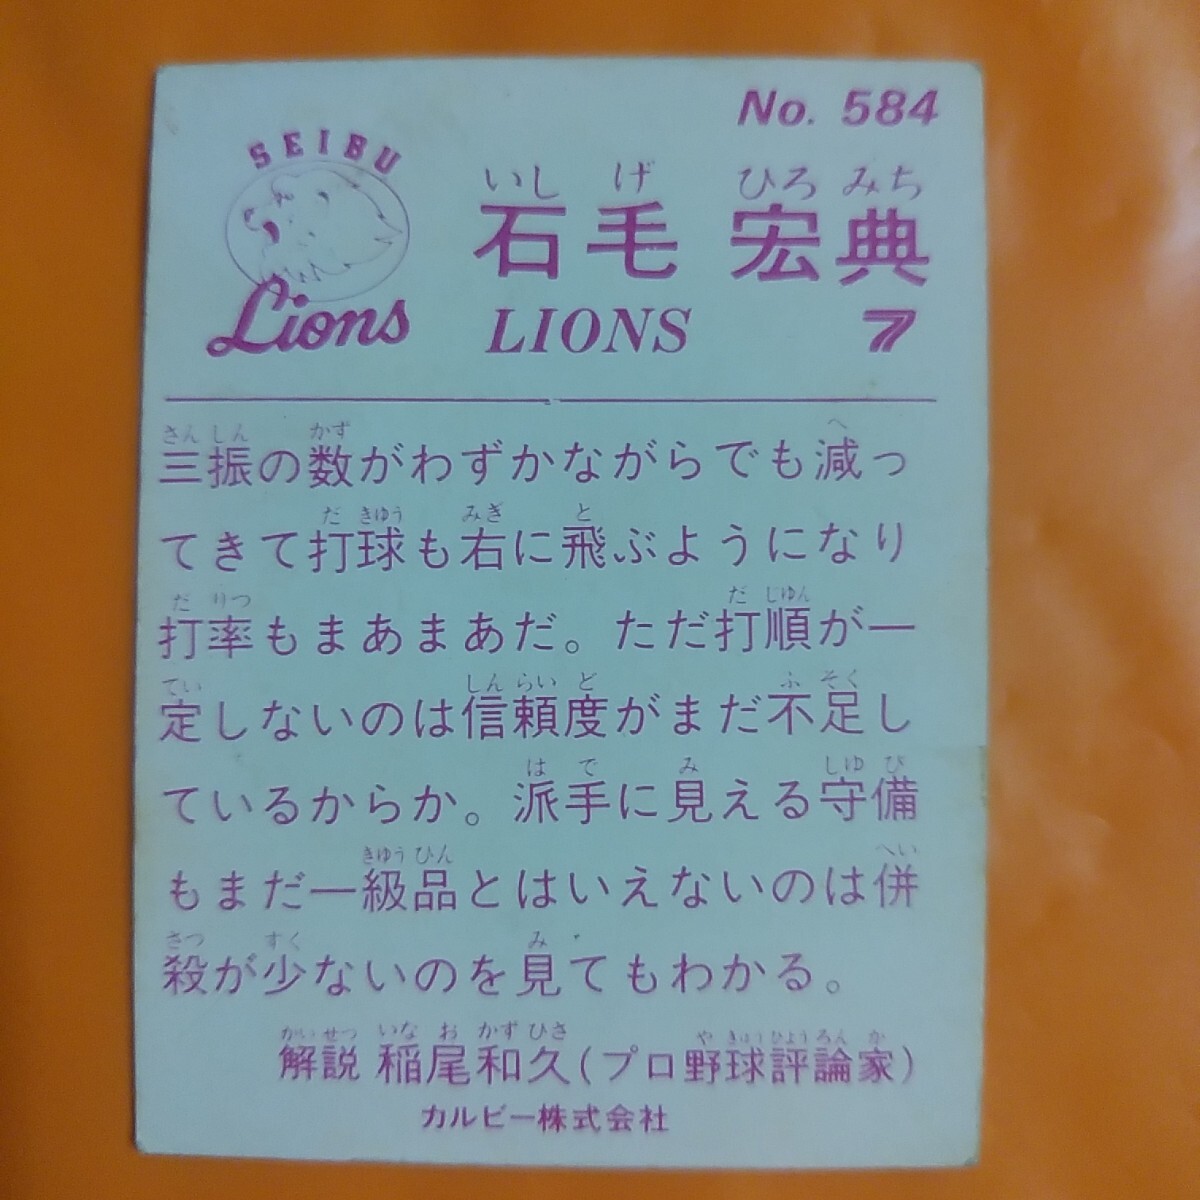 No. 584
SEIBU
Lions
いしげ ひろみち
石毛 宏典
LIONS 7
さんしん かず へ
三振の数がわずかながらでも減っ
だ きゆう みぎ と
てきて打球も右に飛ぶようになり
だ りつ だ じゆん
打率もまあまあだ。ただ打順が一
てい しん らい ど ふ そく
定しないのは信頼度がまだ不足し
は で み しゆ び
ているからか。派手に見える守備
きゆう ひん へい
もまだ一級品とはいえないのは併
さつ すく み
殺が少ないのを見てもわかる。
かい せつ いな お かず ひさ や きゆう ひよう ろん か
解説 稲尾和久(プロ野球評論家)
カルビー株式会社